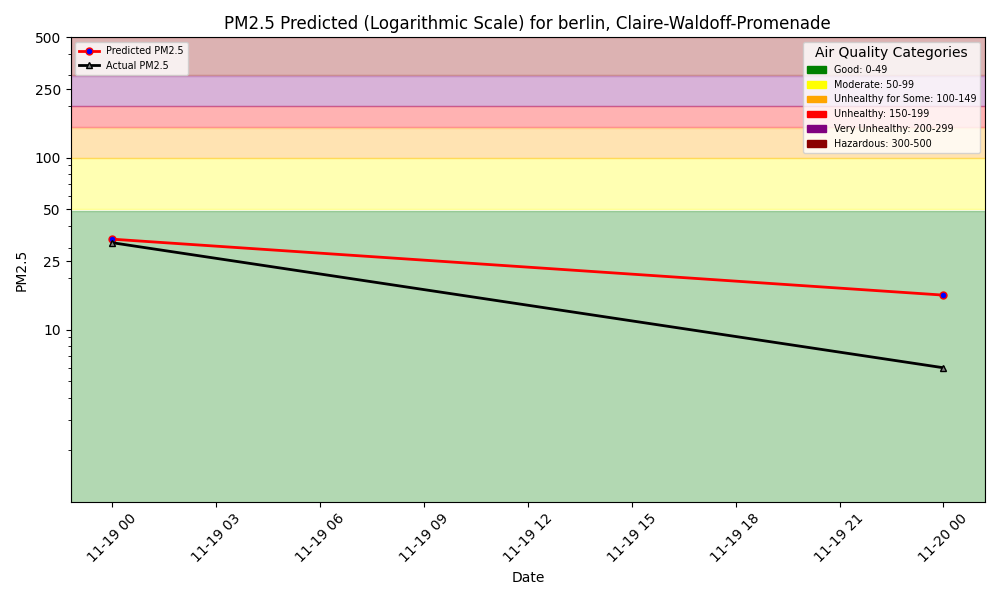 PM2.5 Predicted (Logarithmic Scale) for berlin, Claire-Waldoff-Promenade
Predicted PM2.5
Actual PM2.5
Air Quality Categories
Good: 0-49
Moderate: 50-99
Unhealthy for Some: 100-149
Unhealthy: 150-199
Very Unhealthy: 200-299
Hazardous: 300-500
500
250
100
50
25
10
PM2.5
11-19 00
11-19 03
11-19 06
11-19 09
11-19 12
11-19 15
11-19 18
11-19 21
11-20 00
Date